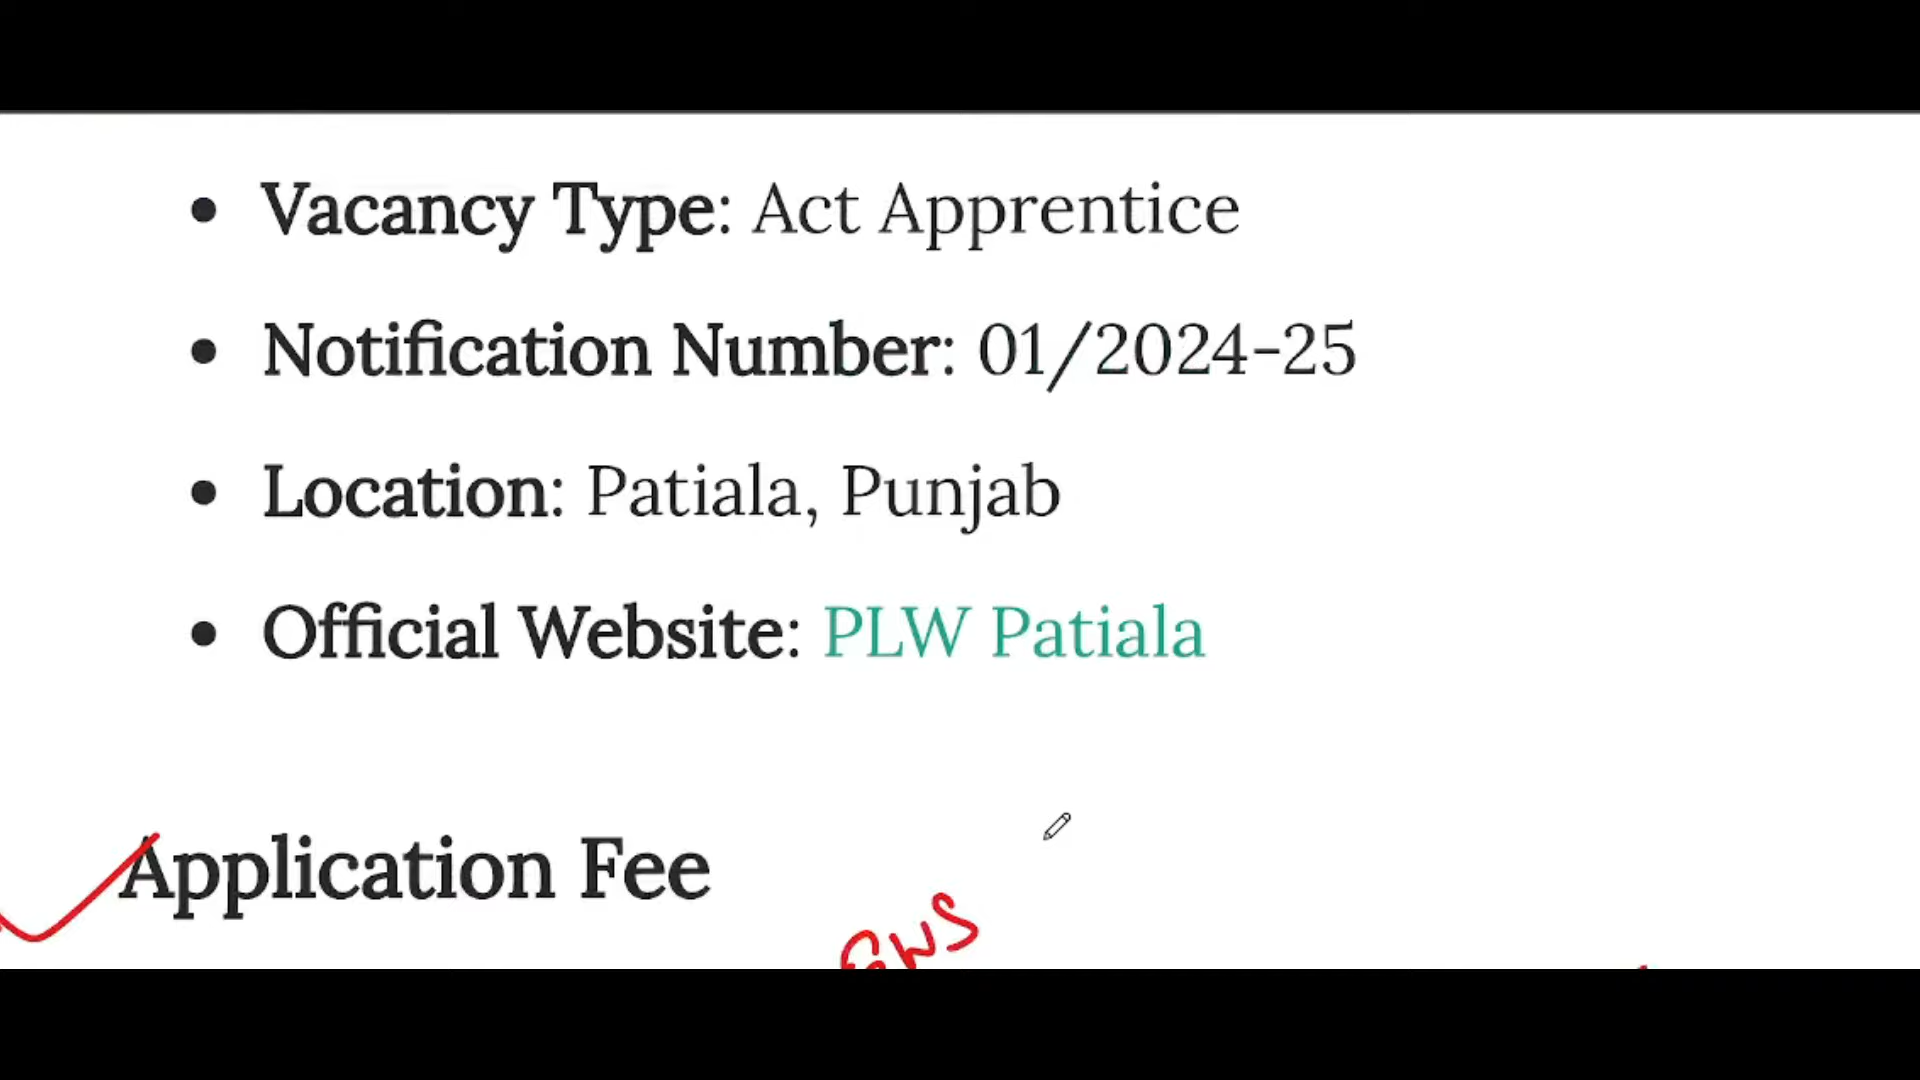 Vacancy Type: Act Apprentice
Notification Number: 01/2024-25
Location: Patiala, Punjab
Official Website: PLW Patiala
Application Fee
EWS